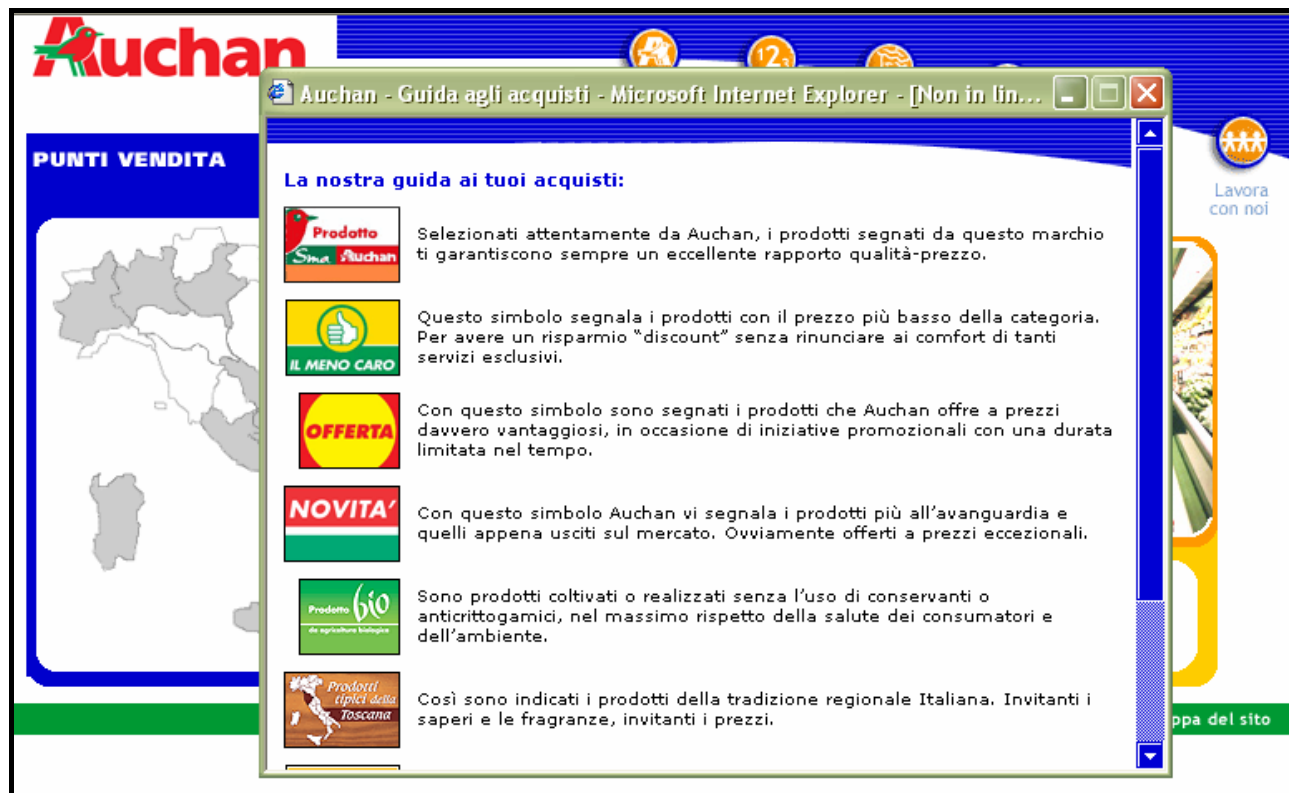 Auchan
123
Auchan - Guida agli acquisti - Microsoft Internet Explorer - [Non in lin...
PUNTI VENDITA
Lavora
con noi
La nostra guida ai tuoi acquisti:
Prodotto
Sma Auchan
Selezionati attentamente da Auchan, i prodotti segnati da questo marchio
ti garantiscono sempre un eccellente rapporto qualità-prezzo.
IL MENO CARO
Questo simbolo segnala i prodotti con il prezzo più basso della categoria.
Per avere un risparmio “discount” senza rinunciare ai comfort di tanti
servizi esclusivi.
OFFERTA
Con questo simbolo sono segnati i prodotti che Auchan offre a prezzi
davvero vantaggiosi, in occasione di iniziative promozionali con una durata
limitata nel tempo.
NOVITA'
Con questo simbolo Auchan vi segnala i prodotti più all'avanguardia e
quelli appena usciti sul mercato. Ovviamente offerti a prezzi eccezionali.
Prodotto bio
da agricoltura biologica
Sono prodotti coltivati o realizzati senza l'uso di conservanti o
anticrittogamici, nel massimo rispetto della salute dei consumatori e
dell'ambiente.
Prodotti
tipici della
Toscana
Così sono indicati i prodotti della tradizione regionale Italiana. Invitanti i
saperi e le fragranze, invitanti i prezzi.
ppa del sito